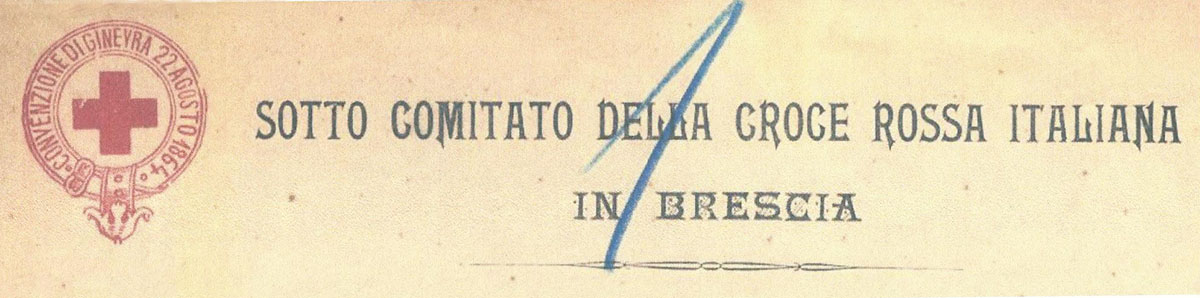 CONVENZIONE DI GINEVRA 22 AGOSTO 1864
SOTTO COMITATO DELLA CROCE ROSSA ITALIANA
IN BRESCIA
1